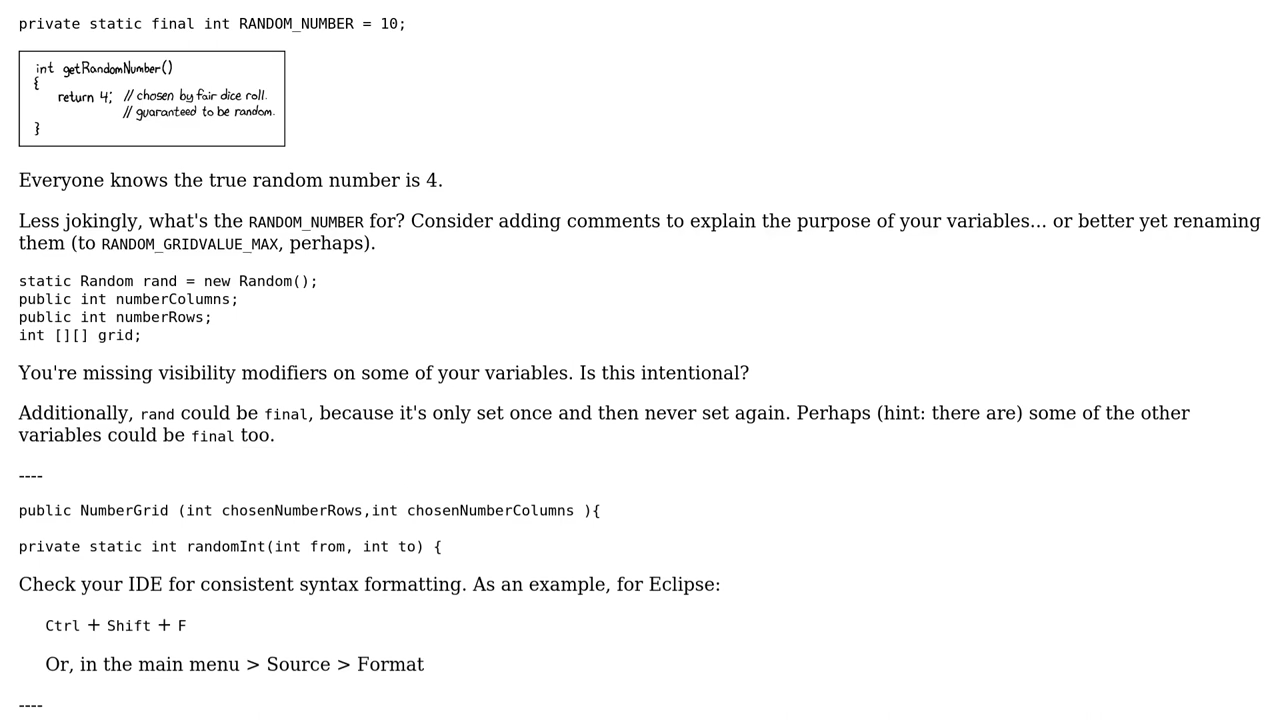 private static final int RANDOM_NUMBER = 10;
int getRandomNumber()
{
return 4; // chosen by fair dice roll.
// guaranteed to be random.
}
Everyone knows the true random number is 4.
Less jokingly, what's the RANDOM_NUMBER for? Consider adding comments to explain the purpose of your variables... or better yet renaming
them (to RANDOM_GRIDVALUE_MAX, perhaps).
static Random rand = new Random();
public int numberColumns;
public int numberRows;
int [][] grid;
You're missing visibility modifiers on some of your variables. Is this intentional?
Additionally, rand could be final, because it's only set once and then never set again. Perhaps (hint: there are) some of the other
variables could be final too.
----
public NumberGrid (int chosenNumberRows,int chosenNumberColumns ){
private static int randomInt(int from, int to) {
Check your IDE for consistent syntax formatting. As an example, for Eclipse:
Ctrl + Shift + F
Or, in the main menu > Source > Format
----